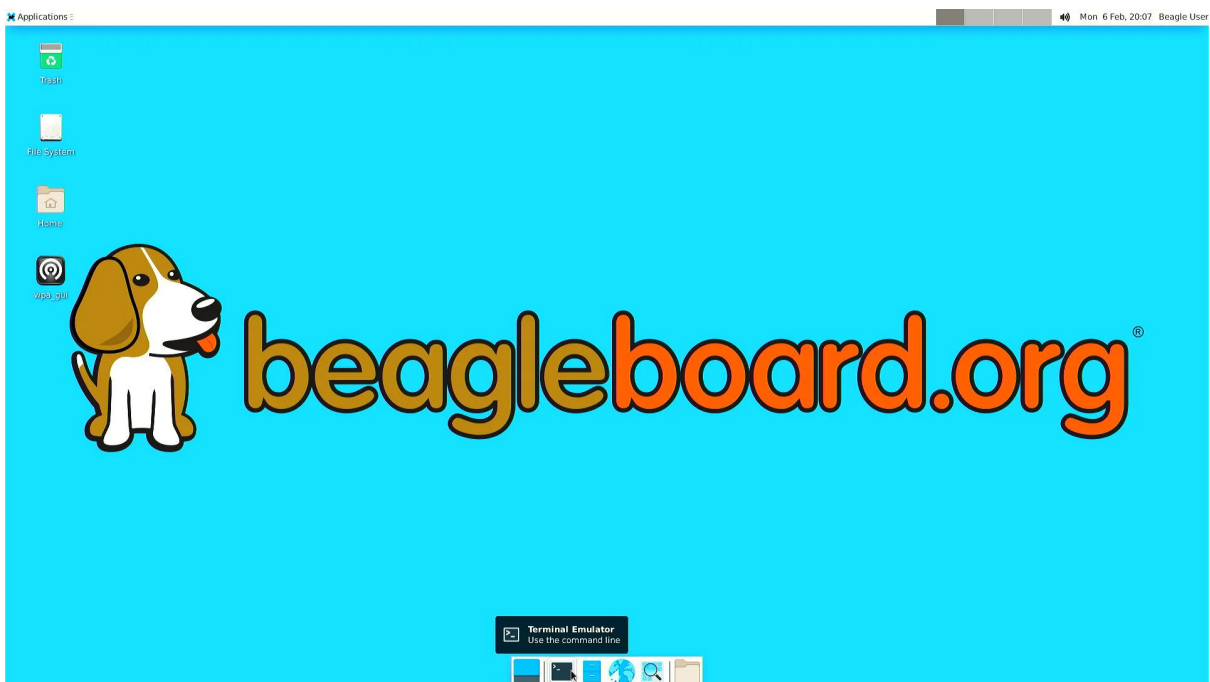 Applications
Mon 6 Feb, 20:07 Beagle User
Trash
File System
Home
wpa_gui
beagleboard.org®
Terminal Emulator
Use the command line